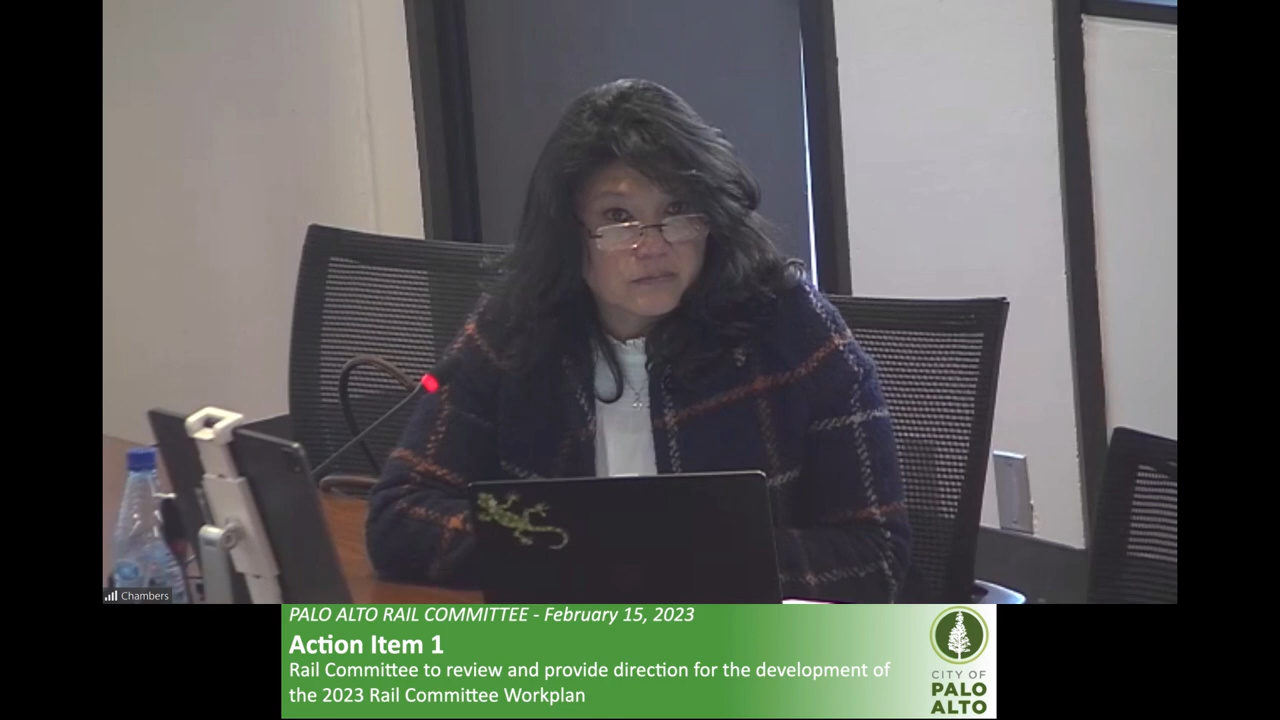 Chambers
PALO ALTO RAIL COMMITTEE - February 15, 2023
Action Item 1
Rail Committee to review and provide direction for the development of
the 2023 Rail Committee Workplan
CITY OF
PALO
ALTO